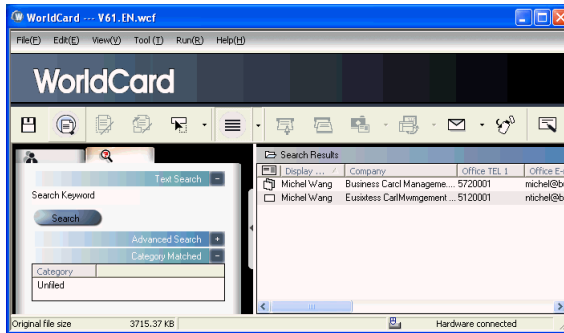 WorldCard --- V61.EN.wcf
File(F) Edit(E) View(V) Tool (T) Run(R) Help(H)
WorldCard
Search Results
Text Search
Search Keyword
Search
Advanced Search
Category Matched
Category
Unfiled
Display ... Company Office TEL 1 Office E-
Michel Wang Business Carcl Manageme.... 5720001 michel@b
Michel Wang Eusixtess CarlMwmgement ... 5120001 ntichel@b
Original file size 3715.37 KB Hardware connected